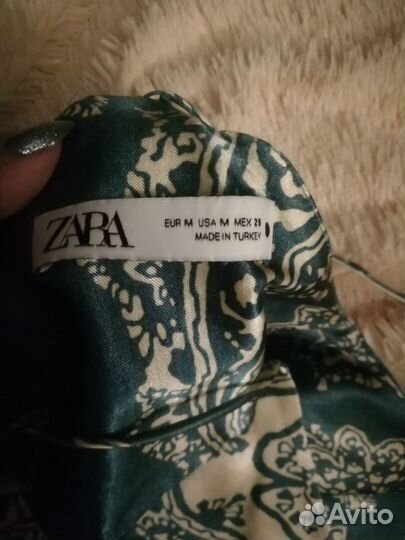 ZARA
EUR M USA M MEX 28
MADE IN TURKEY
Avito